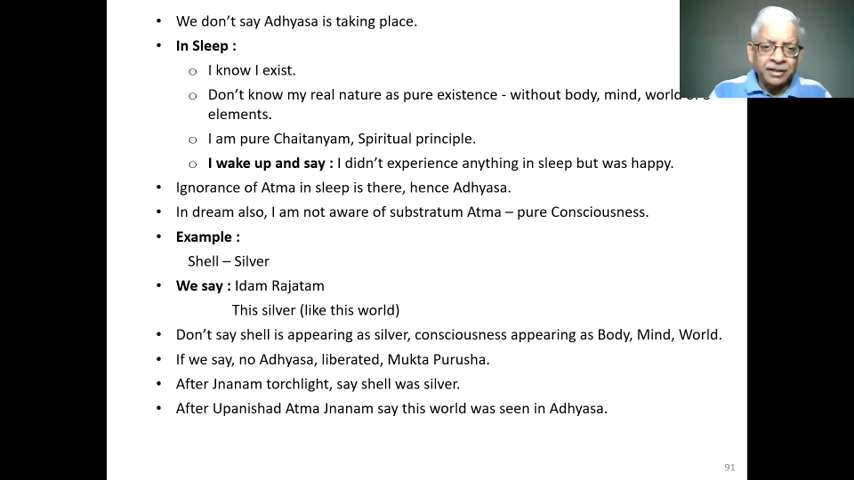 • We don't say Adhyasa is taking place.
• In Sleep :
o I know I exist.
o Don't know my real nature as pure existence - without body, mind, world
elements.
o I am pure Chaitanyam, Spiritual principle.
o I wake up and say : I didn't experience anything in sleep but was happy.
• Ignorance of Atma in sleep is there, hence Adhyasa.
• In dream also, I am not aware of substratum Atma – pure Consciousness.
• Example :
Shell – Silver
• We say : Idam Rajatam
This silver (like this world)
• Don't say shell is appearing as silver, consciousness appearing as Body, Mind, World.
• If we say, no Adhyasa, liberated, Mukta Purusha.
• After Jnanam torchlight, say shell was silver.
• After Upanishad Atma Jnanam say this world was seen in Adhyasa.
91